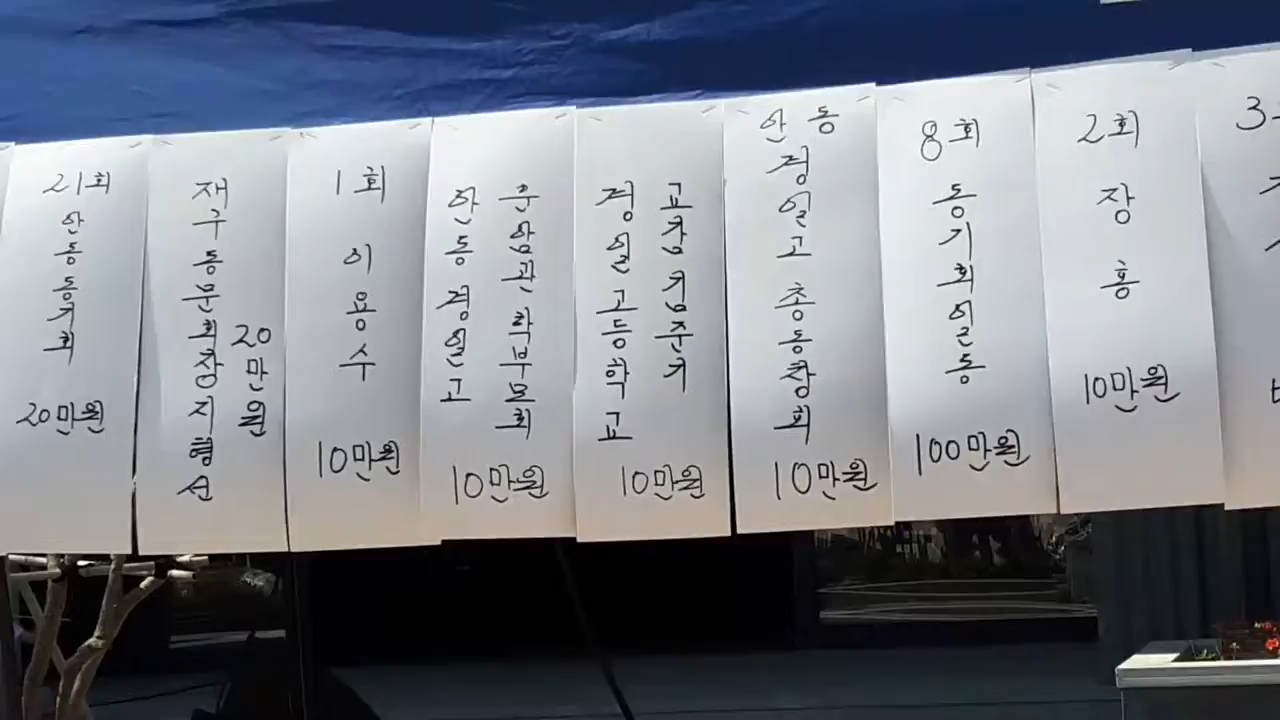 21회
안동동기회
20만원
재구동문회장지형선
20만원
1회
이용수
10만원
안동경일고
학부모회
10만원
경일고등학교
교장김준기
10만원
안동
경일고총동창회
10만원
8회
동기회일동
100만원
2회
장홍
10만원